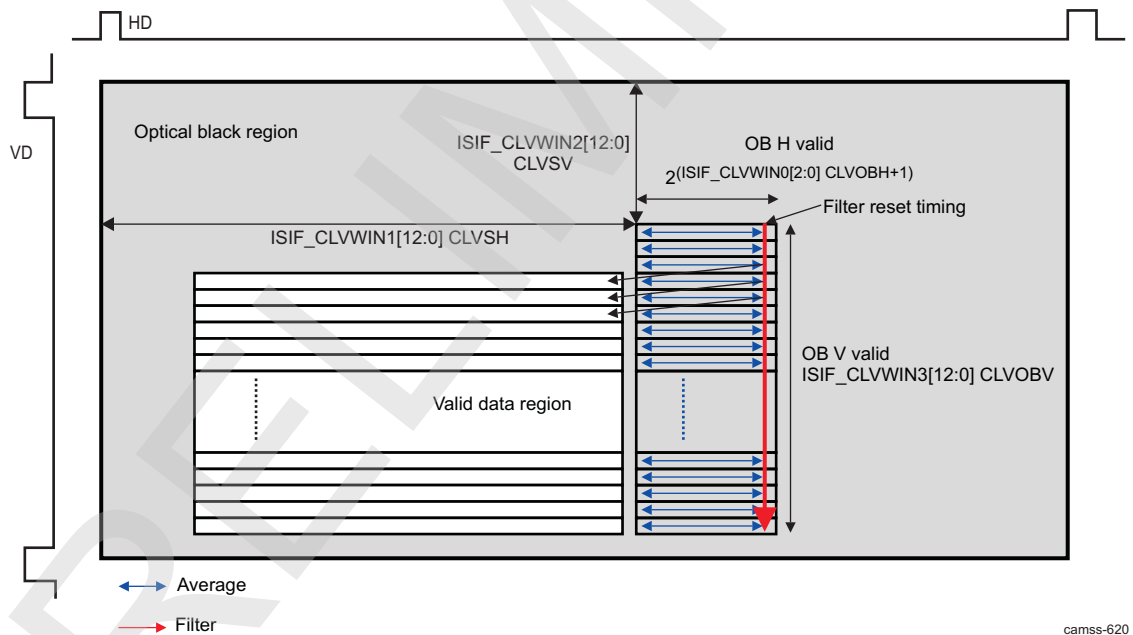 HD
VD
Optical black region
ISIF_CLVWIN2[12:0]
CLVSV
OB H valid
2(ISIF_CLVWIN0[2:0] CLVOBH+1)
Filter reset timing
ISIF_CLVWIN1[12:0] CLVSH
OB V valid
ISIF_CLVWIN3[12:0] CLVOBV
Valid data region
Average
Filter
camss-620